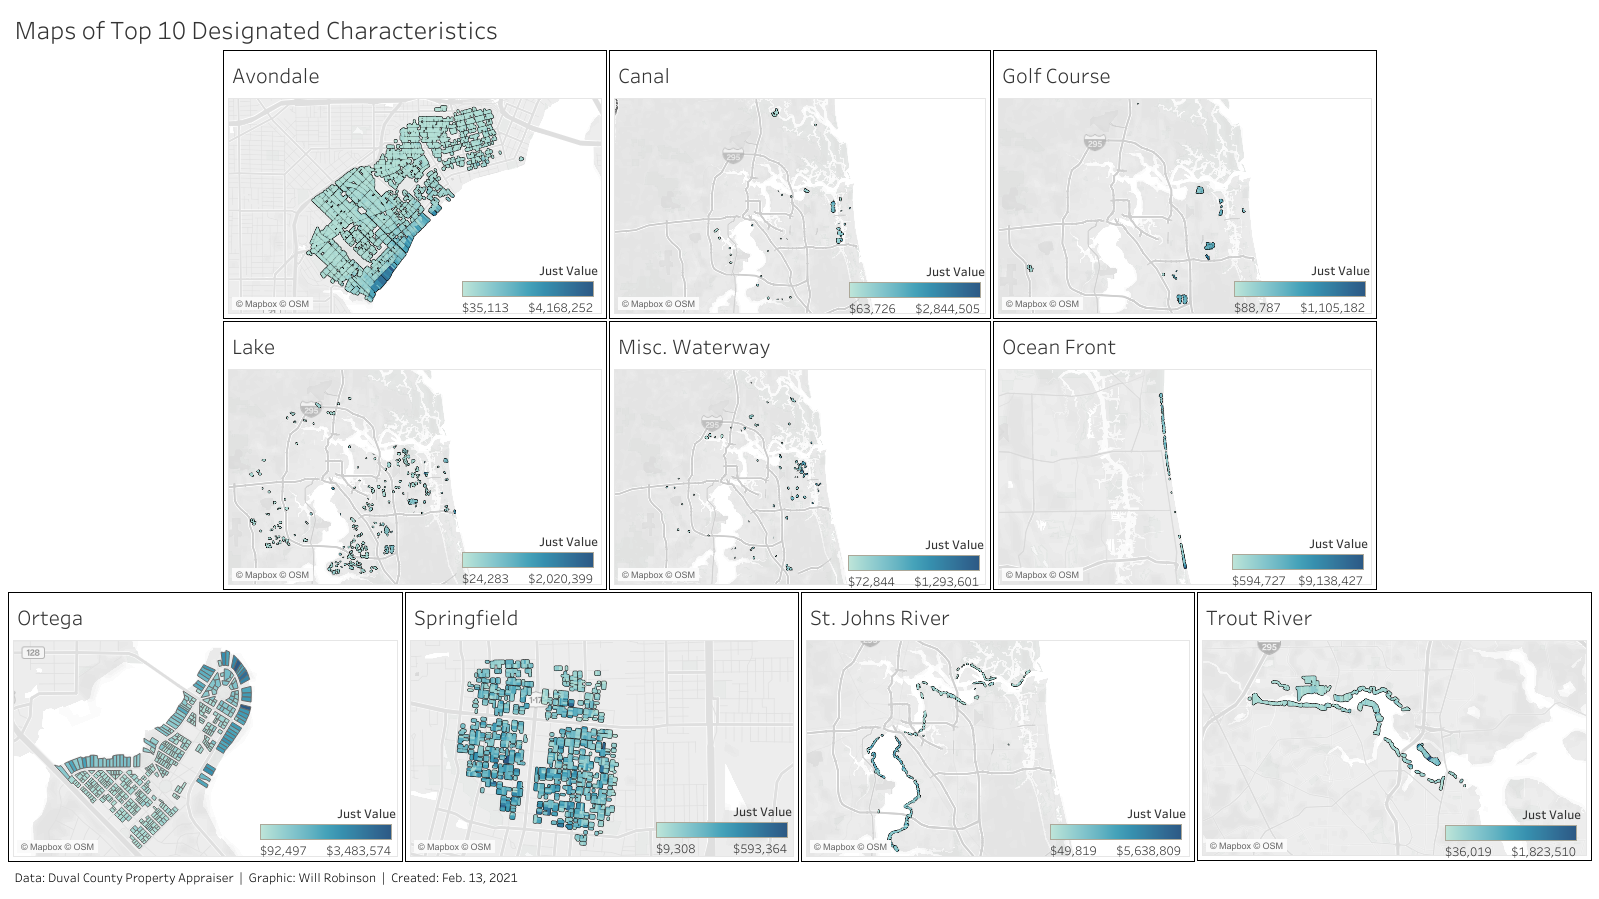 Maps of Top 10 Designated Characteristics
Avondale
Just Value
© Mapbox © OSM
$35,113 $4,168,252
Canal
295
Just Value
© Mapbox © OSM
$63,726 $2,844,505
Golf Course
295
Just Value
© Mapbox © OSM
$88,787 $1,105,182
Lake
295
Just Value
© Mapbox © OSM
$24,283 $2,020,399
Misc. Waterway
295
Just Value
© Mapbox © OSM
$72,844 $1,293,601
Ocean Front
Just Value
© Mapbox © OSM
$594,727 $9,138,427
Ortega
128
Just Value
© Mapbox © OSM
$92,497 $3,483,574
Springfield
Just Value
© Mapbox © OSM
$9,308 $593,364
St. Johns River
Just Value
© Mapbox © OSM
$49,819 $5,638,809
Trout River
295
Just Value
© Mapbox © OSM
$36,019 $1,823,510
Data: Duval County Property Appraiser | Graphic: Will Robinson | Created: Feb. 13, 2021